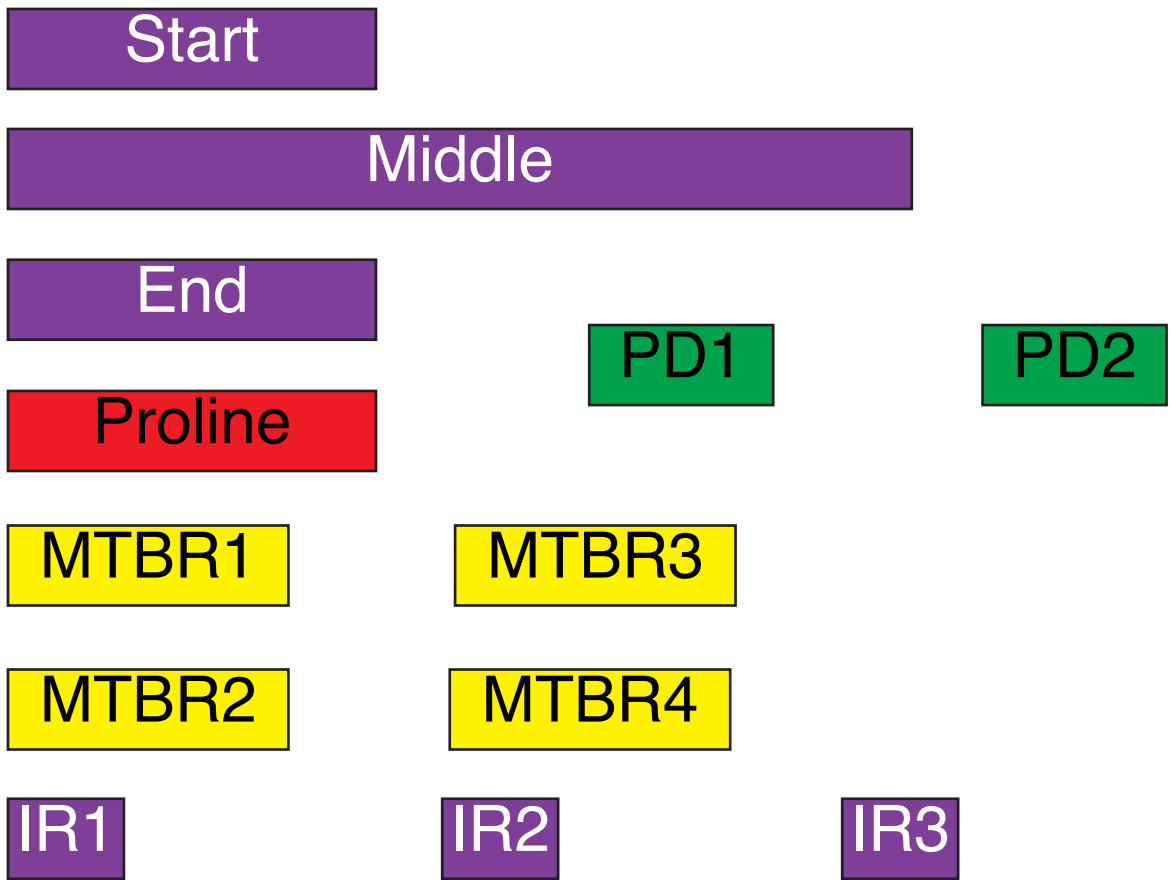 Start
Middle
End
PD1 PD2
Proline
MTBR1 MTBR3
MTBR2 MTBR4
IR1 IR2 IR3